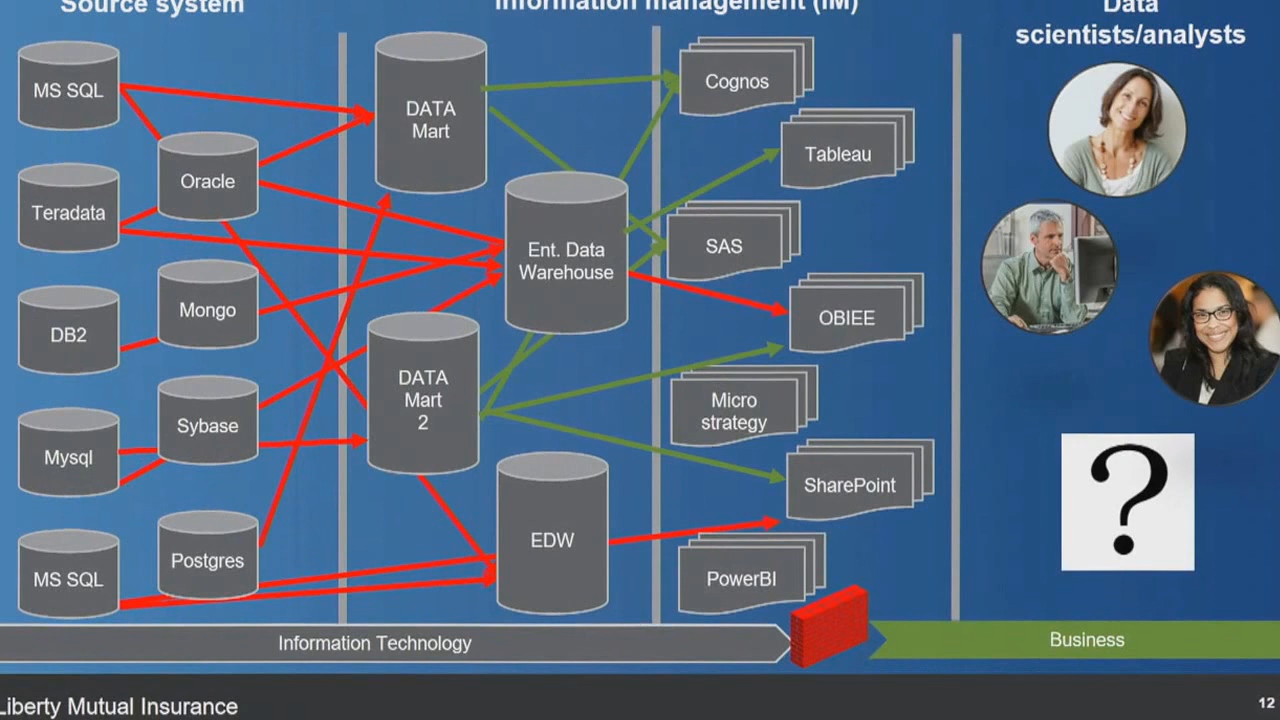 Source system
Information management (IM)
Data
scientists/analysts
MS SQL
Oracle
Teradata
Mongo
DB2
Sybase
Mysql
Postgres
MS SQL
DATA
Mart
Ent. Data
Warehouse
DATA
Mart
2
EDW
Cognos
Tableau
SAS
OBIEE
Micro
strategy
SharePoint
PowerBI
?
Information Technology
Business
Liberty Mutual Insurance
12